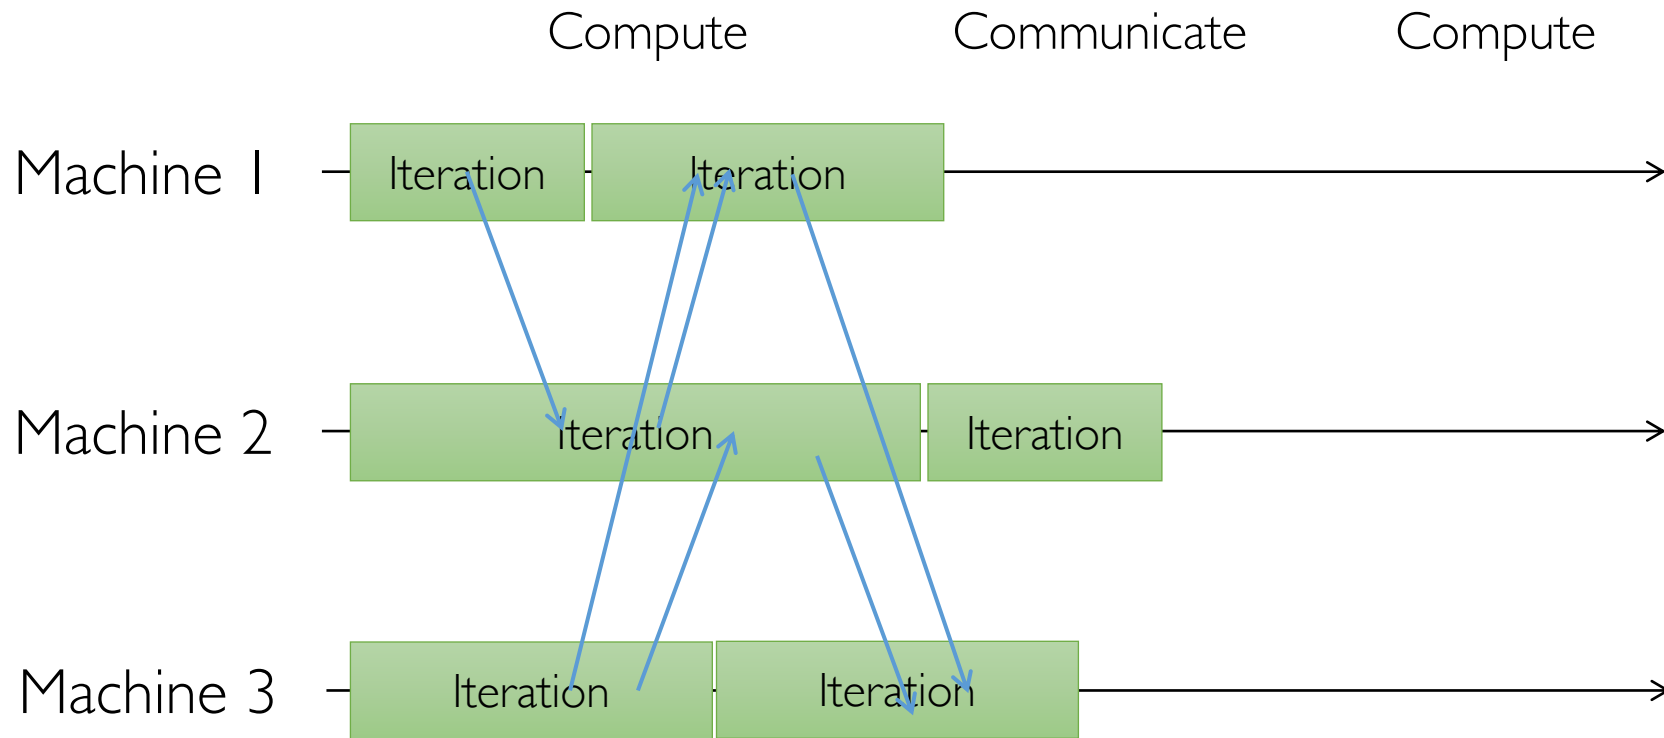 Compute Communicate Compute
Machine 1 Iteration Iteration
Machine 2 Iteration Iteration
Machine 3 Iteration Iteration